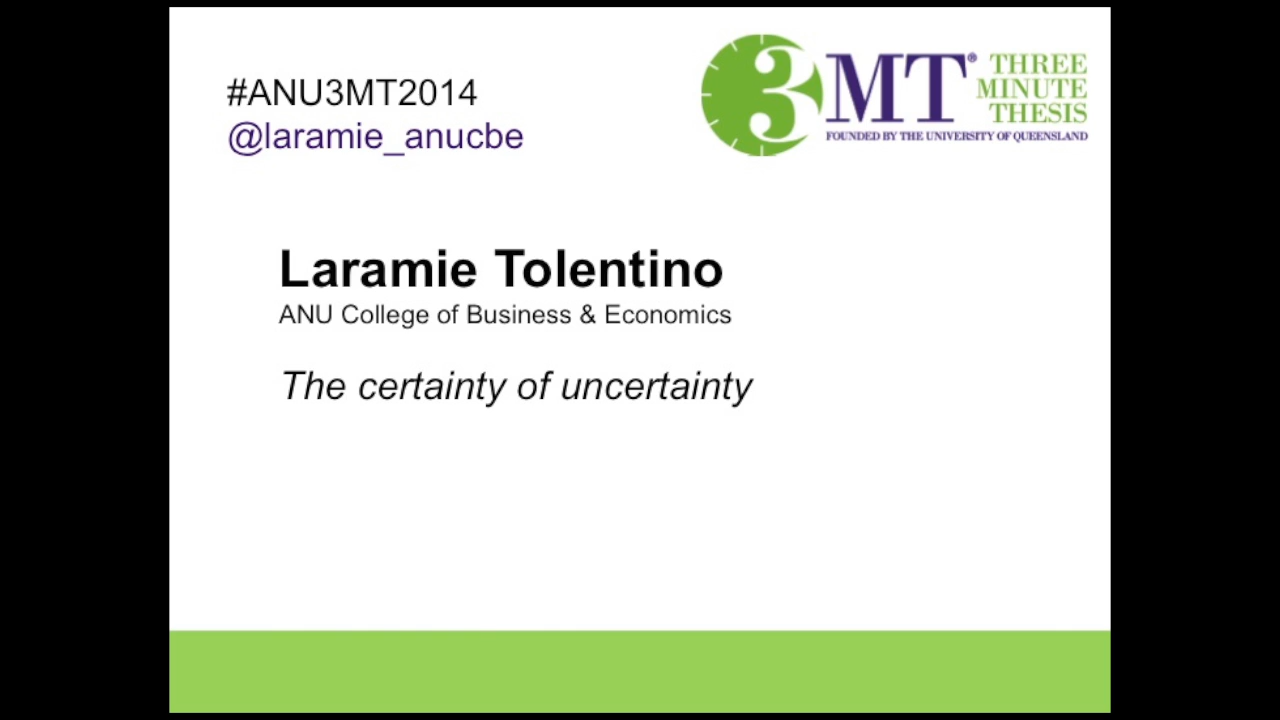 #ANU3MT2014
@laramie_anucbe
3MT® THREE
MINUTE
THESIS
FOUNDED BY THE UNIVERSITY OF QUEENSLAND
Laramie Tolentino
ANU College of Business & Economics
The certainty of uncertainty